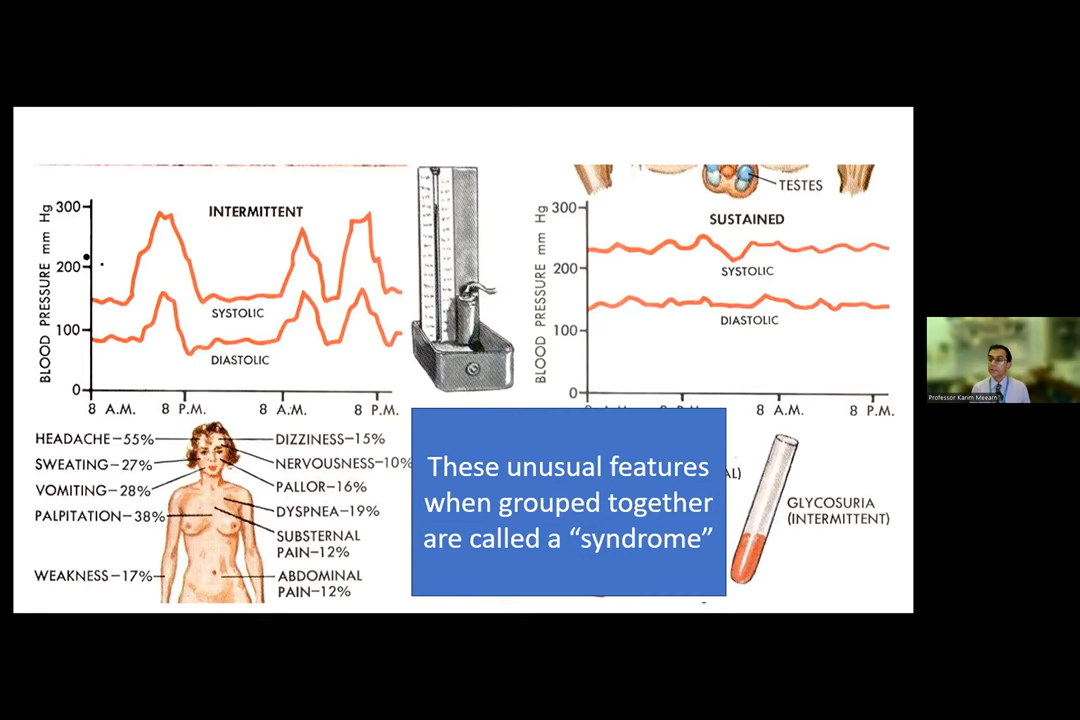 TESTES
300
INTERMITTENT
200
SYSTOLIC
100
DIASTOLIC
0
BLOOD PRESSURE mm Hg
8 A.M.
8 P.M.
8 A.M.
8 P.M.
300
SUSTAINED
200
SYSTOLIC
DIASTOLIC
100
0
BLOOD PRESSURE mm Hg
8 A.M.
8 P.M.
HEADACHE–55%
SWEATING–27%
VOMITING–28%
PALPITATION–38%
WEAKNESS–17%
DIZZINESS–15%
NERVOUSNESS–10%
PALLOR–16%
DYSPNEA–19%
SUBSTERNAL
PAIN–12%
ABDOMINAL
PAIN–12%
These unusual features
when grouped together
are called a “syndrome”
GLYCOSURIA
(INTERMITTENT)
Professor Karim Meeran